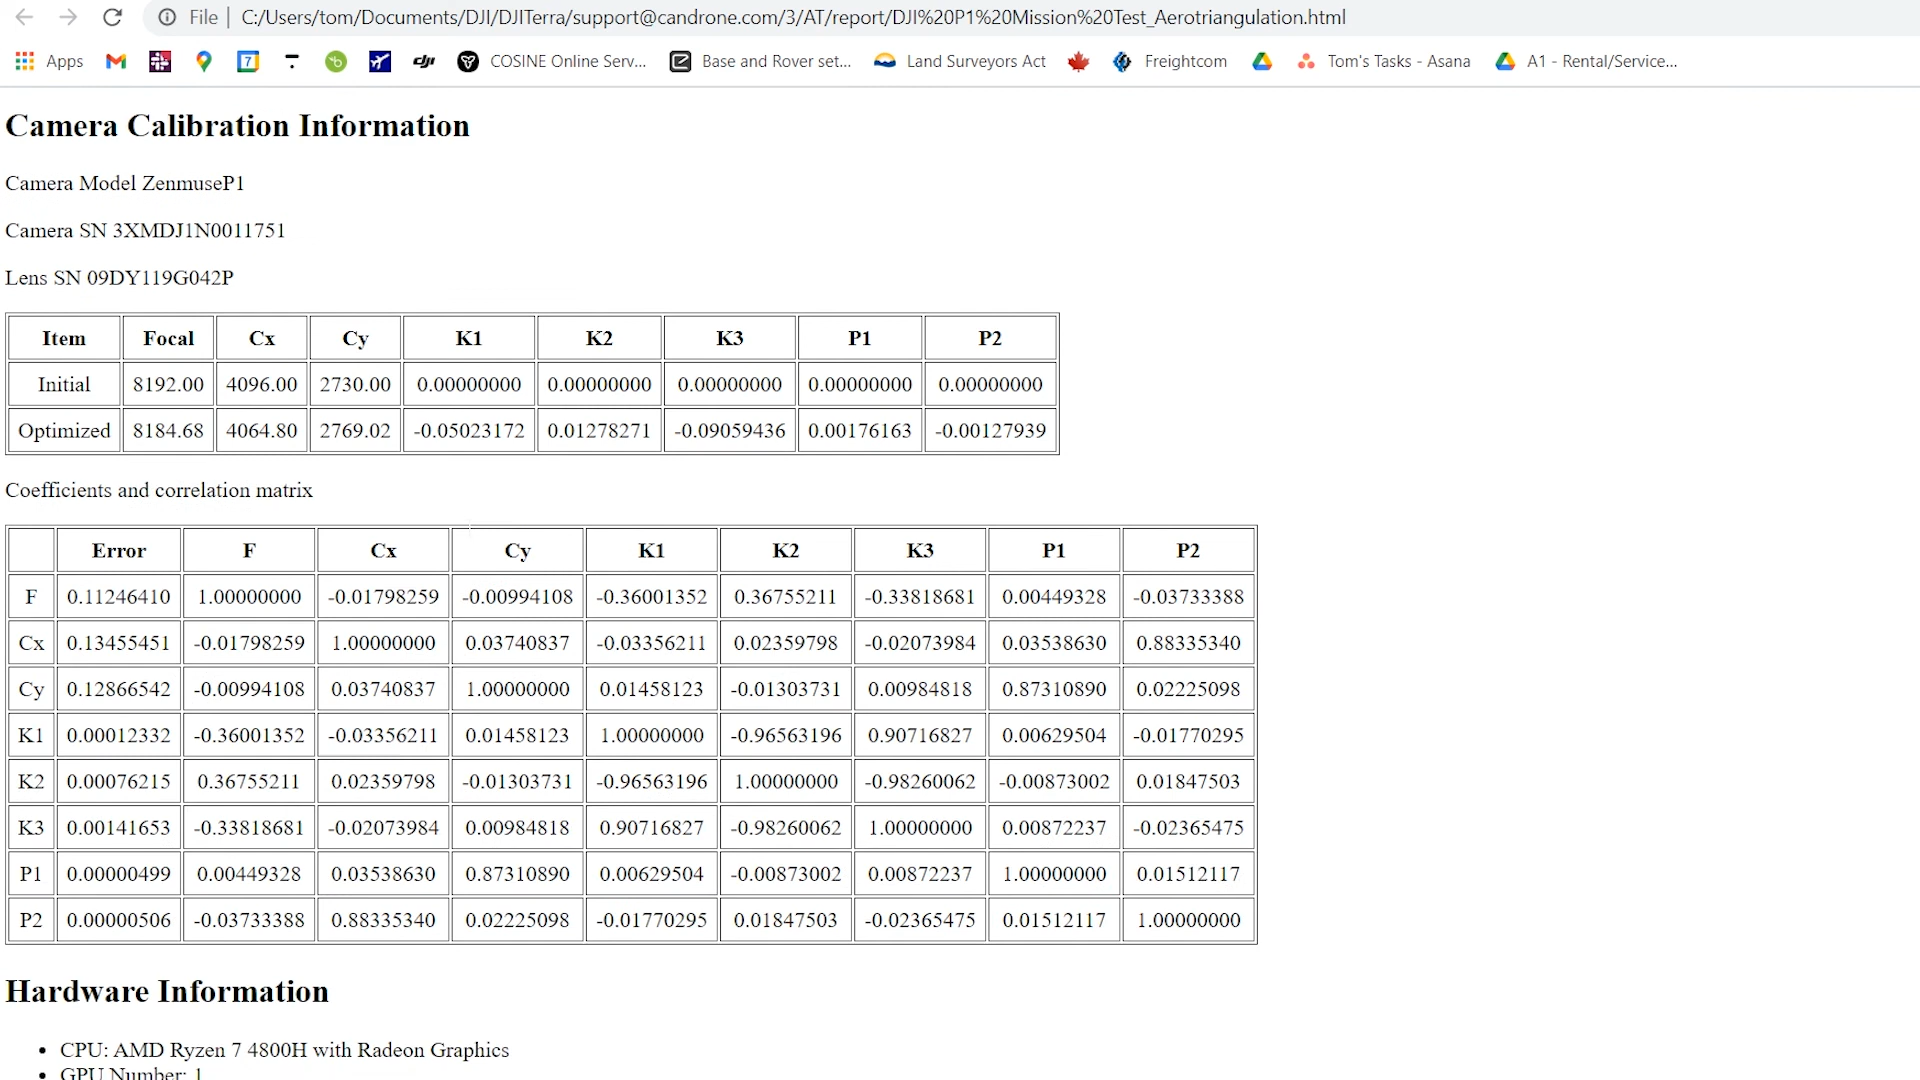 File | C:/Users/tom/Documents/DJI/DJITerra/support@candrone.com/3/AT/report/DJI%20P1%20Mission%20Test_Aerotriangulation.html
Apps 7 b dji COSINE Online Serv... Base and Rover set... Land Surveyors Act Freightcom Tom's Tasks - Asana A1 - Rental/Service...
Camera Calibration Information
Camera Model ZenmuseP1
Camera SN 3XMDJ1N0011751
Lens SN 09DY119G042P
Item Focal Cx Cy K1 K2 K3 P1 P2
Initial 8192.00 4096.00 2730.00 0.00000000 0.00000000 0.00000000 0.00000000 0.00000000
Optimized 8184.68 4064.80 2769.02 -0.05023172 0.01278271 -0.09059436 0.00176163 -0.00127939
Coefficients and correlation matrix
Error F Cx Cy K1 K2 K3 P1 P2
F 0.11246410 1.00000000 -0.01798259 -0.00994108 -0.36001352 0.36755211 -0.33818681 0.00449328 -0.03733388
Cx 0.13455451 -0.01798259 1.00000000 0.03740837 -0.03356211 0.02359798 -0.02073984 0.03538630 0.88335340
Cy 0.12866542 -0.00994108 0.03740837 1.00000000 0.01458123 -0.01303731 0.00984818 0.87310890 0.02225098
K1 0.00012332 -0.36001352 -0.03356211 0.01458123 1.00000000 -0.96563196 0.90716827 0.00629504 -0.01770295
K2 0.00076215 0.36755211 0.02359798 -0.01303731 -0.96563196 1.00000000 -0.98260062 -0.00873002 0.01847503
K3 0.00141653 -0.33818681 -0.02073984 0.00984818 0.90716827 -0.98260062 1.00000000 0.00872237 -0.02365475
P1 0.00000499 0.00449328 0.03538630 0.87310890 0.00629504 -0.00873002 0.00872237 1.00000000 0.01512117
P2 0.00000506 -0.03733388 0.88335340 0.02225098 -0.01770295 0.01847503 -0.02365475 0.01512117 1.00000000
Hardware Information
• CPU: AMD Ryzen 7 4800H with Radeon Graphics
• GPU Number: 1